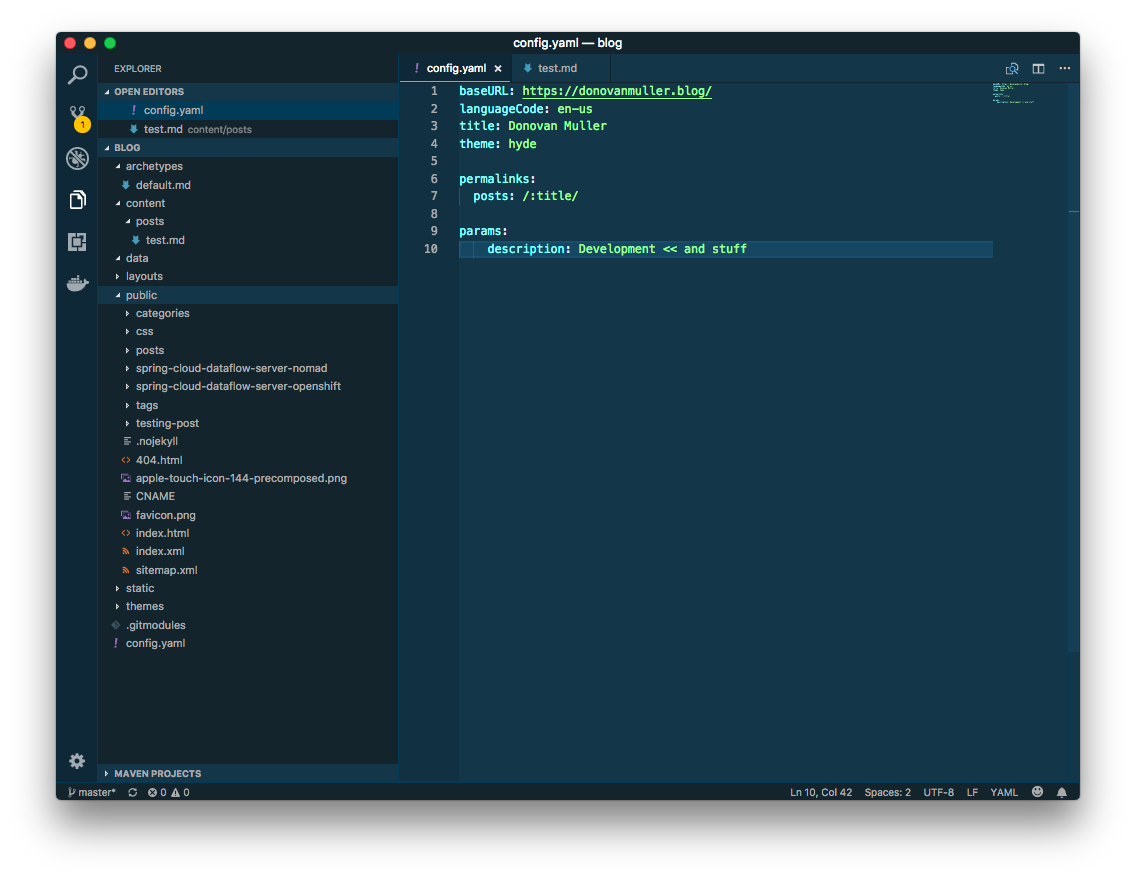 config.yaml — blog
EXPLORER
OPEN EDITORS
! config.yaml
test.md content/posts
BLOG
archetypes
default.md
content
posts
test.md
data
layouts
public
categories
css
posts
spring-cloud-dataflow-server-nomad
spring-cloud-dataflow-server-openshift
tags
testing-post
.nojekyll
404.html
apple-touch-icon-144-precomposed.png
CNAME
favicon.png
index.html
index.xml
sitemap.xml
static
themes
.gitmodules
! config.yaml
MAVEN PROJECTS
1
! config.yaml × test.md
1 baseURL: https://donovanmuller.blog/
2 languageCode: en-us
3 title: Donovan Muller
4 theme: hyde
5
6 permalinks:
7 posts: /:title/
8
9 params:
10 description: Development << and stuff
master* 0 0 Ln 10, Col 42 Spaces: 2 UTF-8 LF YAML